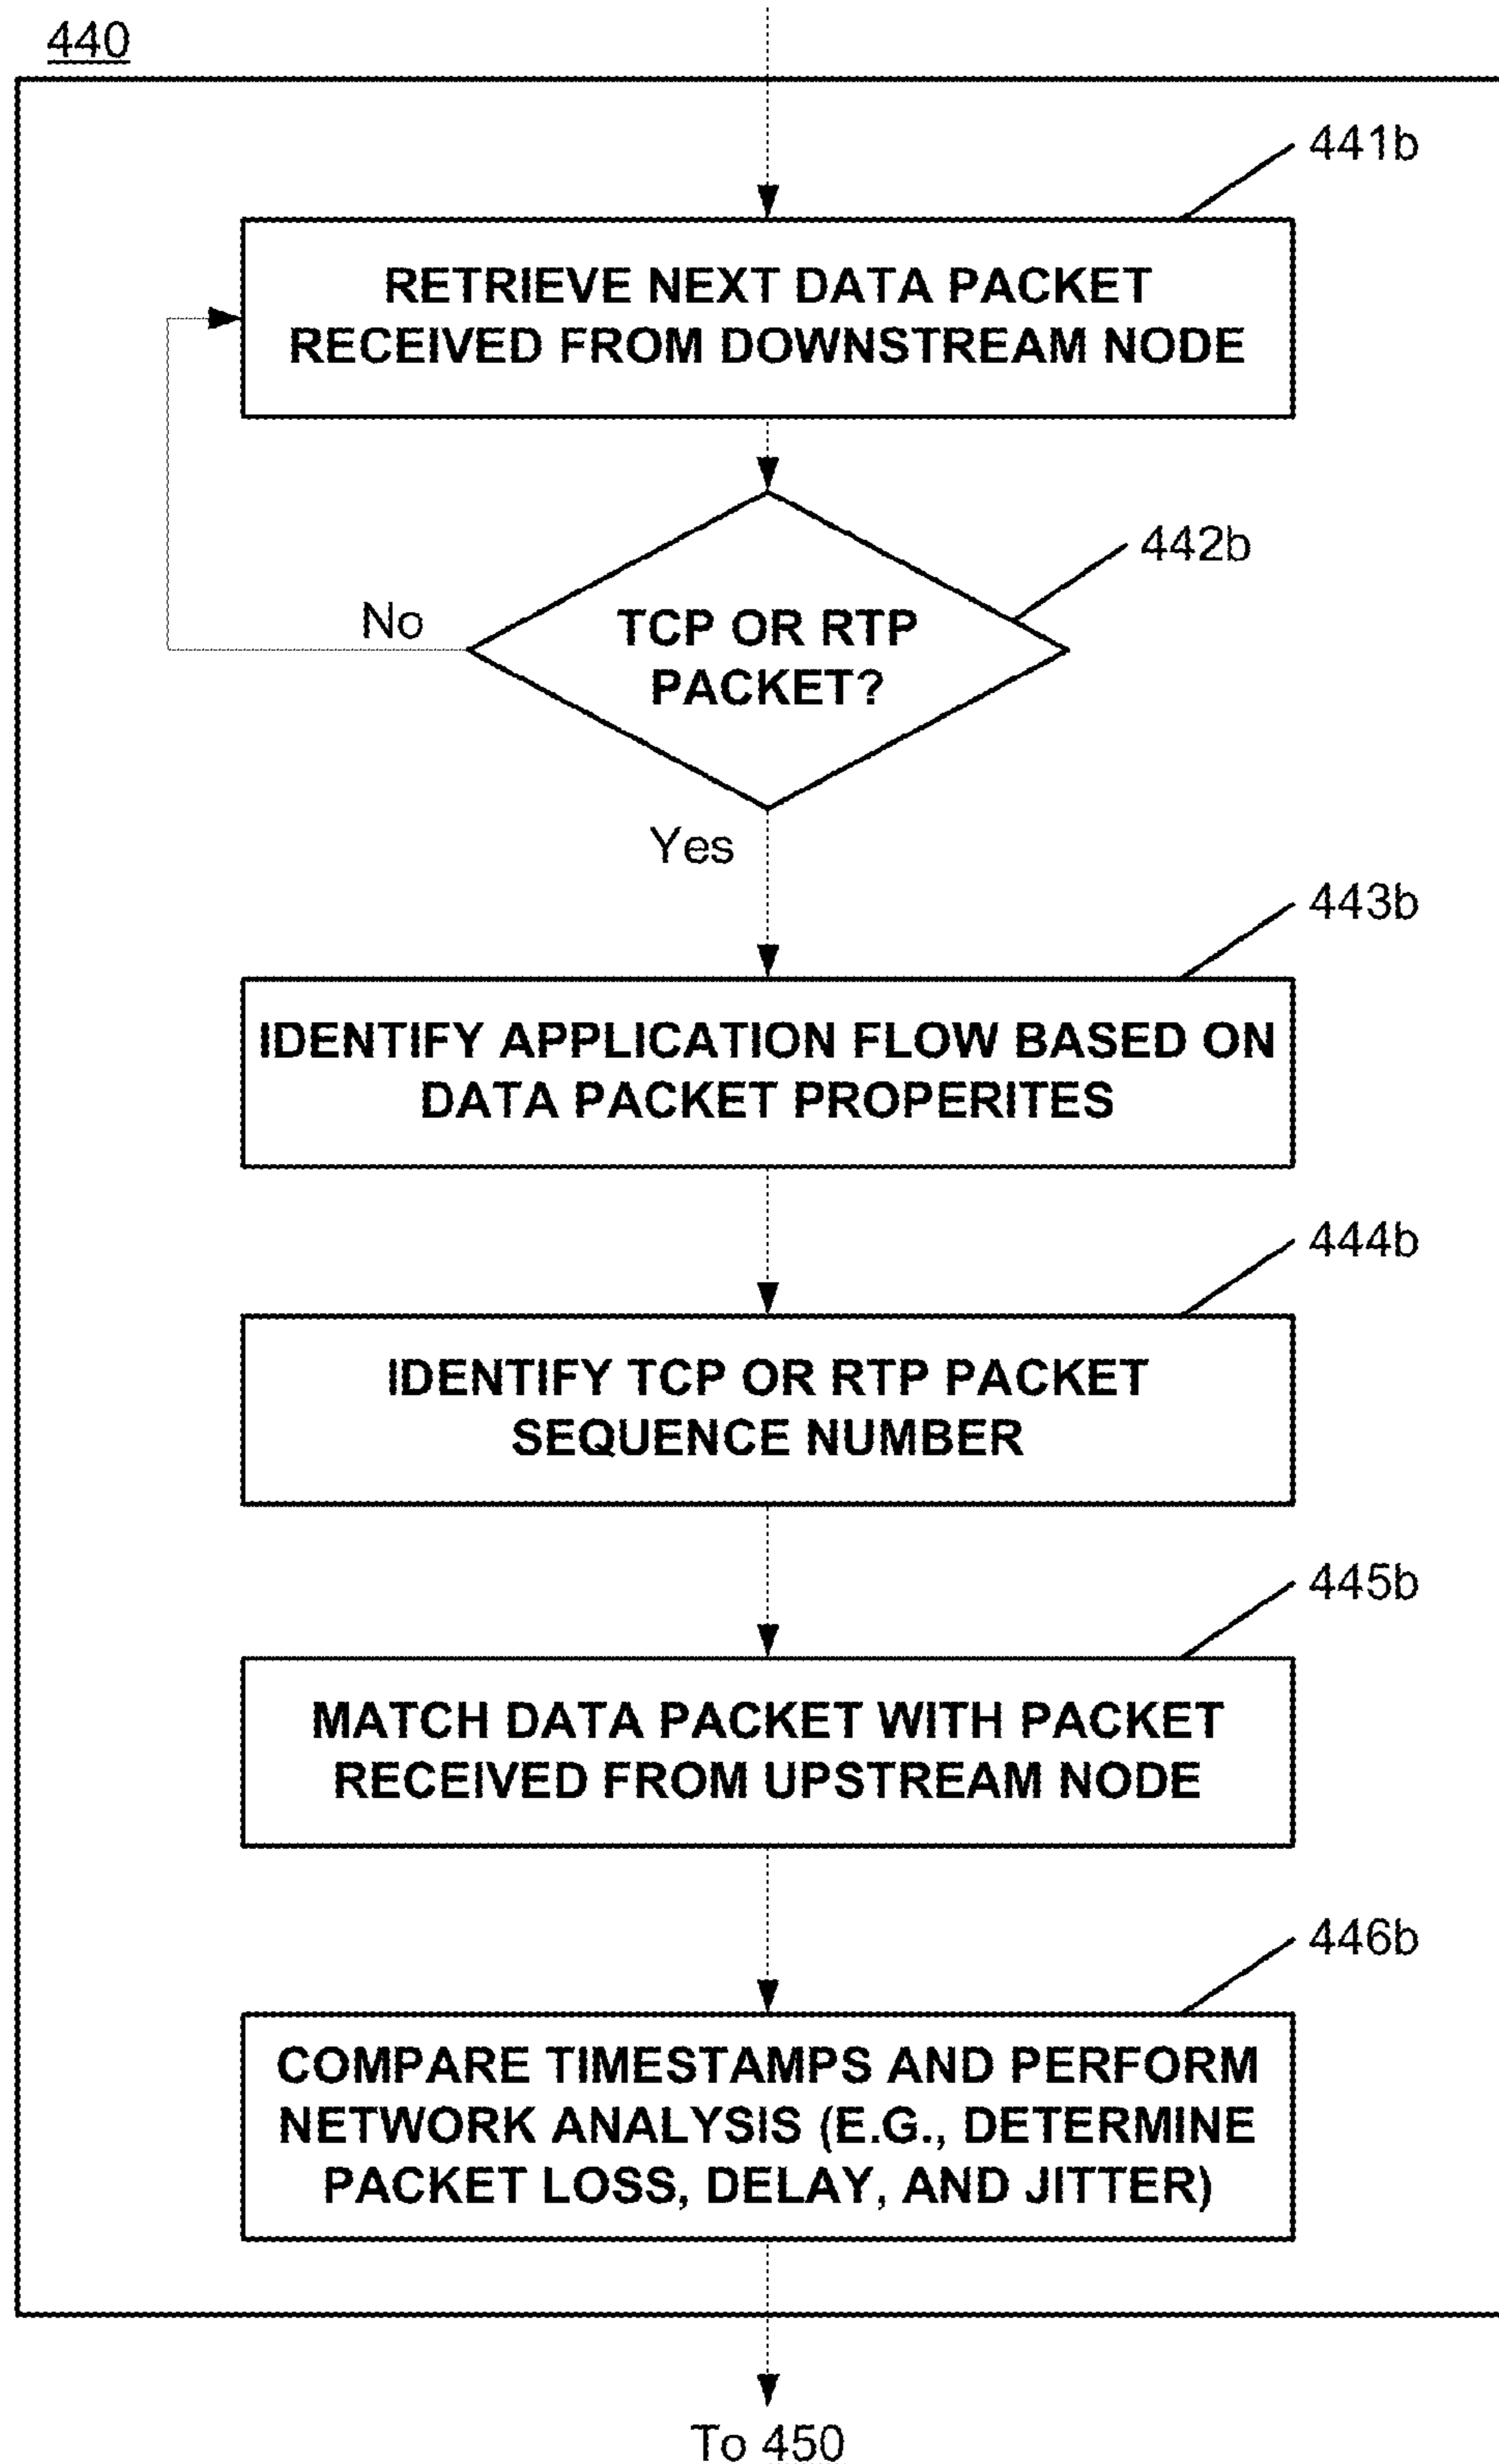 440
441b
RETRIEVE NEXT DATA PACKET
RECEIVED FROM DOWNSTREAM NODE
442b
No
TCP OR RTP
PACKET?
Yes
443b
IDENTIFY APPLICATION FLOW BASED ON
DATA PACKET PROPERITES
444b
IDENTIFY TCP OR RTP PACKET
SEQUENCE NUMBER
445b
MATCH DATA PACKET WITH PACKET
RECEIVED FROM UPSTREAM NODE
446b
COMPARE TIMESTAMPS AND PERFORM
NETWORK ANALYSIS (E.G., DETERMINE
PACKET LOSS, DELAY, AND JITTER)
To 450